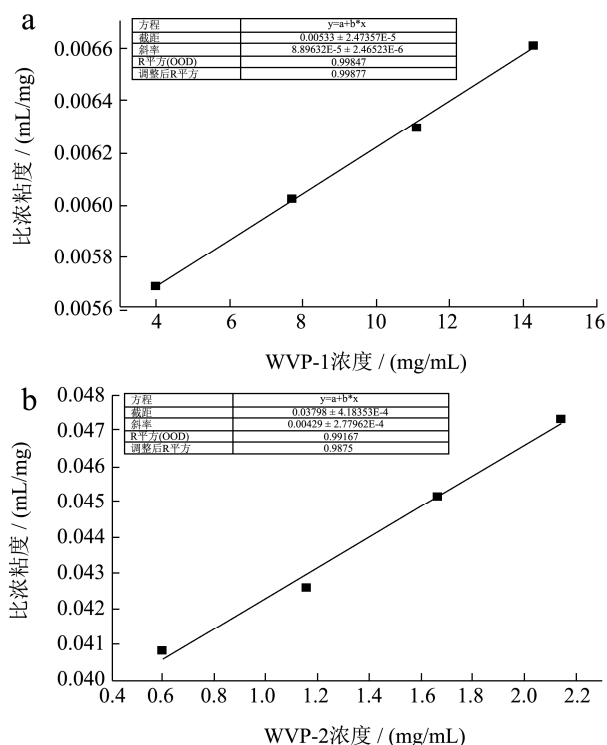 a
方程 y=a+b*x
截距 0.00533 ± 2.47357E-5
斜率 8.89632E-5 ± 2.46523E-6
R平方(OOD) 0.99847
调整后R平方 0.99877
0.0066
0.0064
0.0062
0.0060
0.0058
0.0056
比浓粘度 / (mL/mg)
4 6 8 10 12 14 16
WVP-1浓度 / (mg/mL)
b
方程 y=a+b*x
截距 0.03798 ± 4.18353E-4
斜率 0.00429 ± 2.77962E-4
R平方(OOD) 0.99167
调整后R平方 0.9875
0.048
0.047
0.046
0.045
0.044
0.043
0.042
0.041
0.040
比浓粘度 / (mL/mg)
0.4 0.6 0.8 1.0 1.2 1.4 1.6 1.8 2.0 2.2
WVP-2浓度 / (mg/mL)